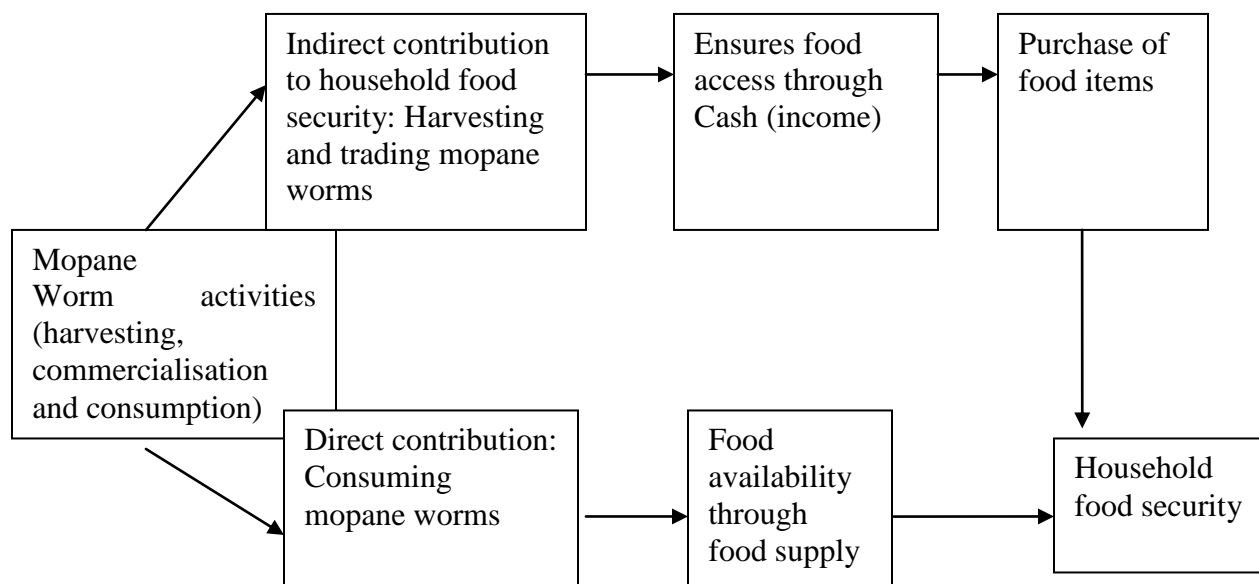 Indirect contribution
to household food
security: Harvesting
and trading mopane
worms
Ensures food
access through
Cash (income)
Purchase of
food items
Mopane
Worm activities
(harvesting,
commercialisation
and consumption)
Direct contribution:
Consuming
mopane worms
Food
availability
through
food supply
Household
food security